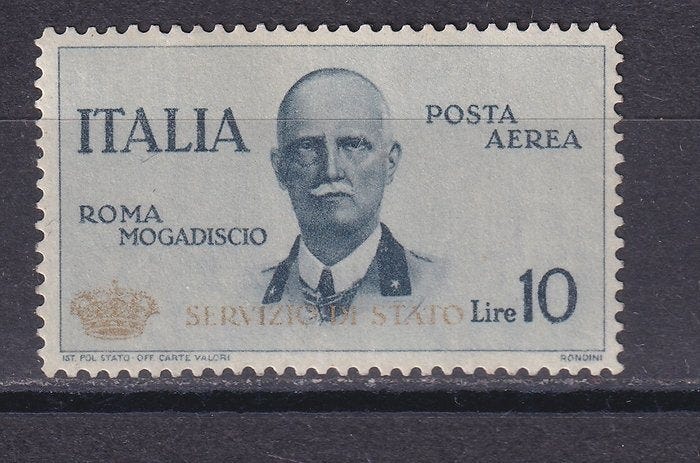 ITALIA
POSTA
AEREA
ROMA
MOGADISCIO
SERVIZIO DI STATO
Lire 10
IST. POL. STATO - OFF. CARTE VALORI
RONDINI